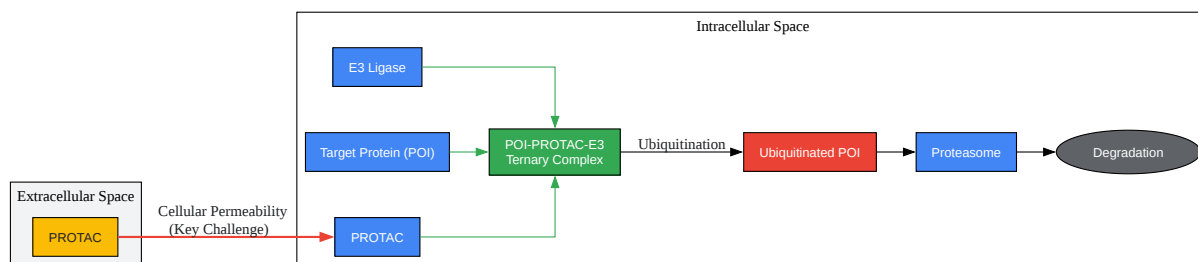 Intracellular Space
E3 Ligase
Target Protein (POI)
POI-PROTAC-E3
Ternary Complex
Ubiquitination
Ubiquitinated POI
Proteasome
Degradation
Extracellular Space
PROTAC
Cellular Permeability
(Key Challenge)
PROTAC